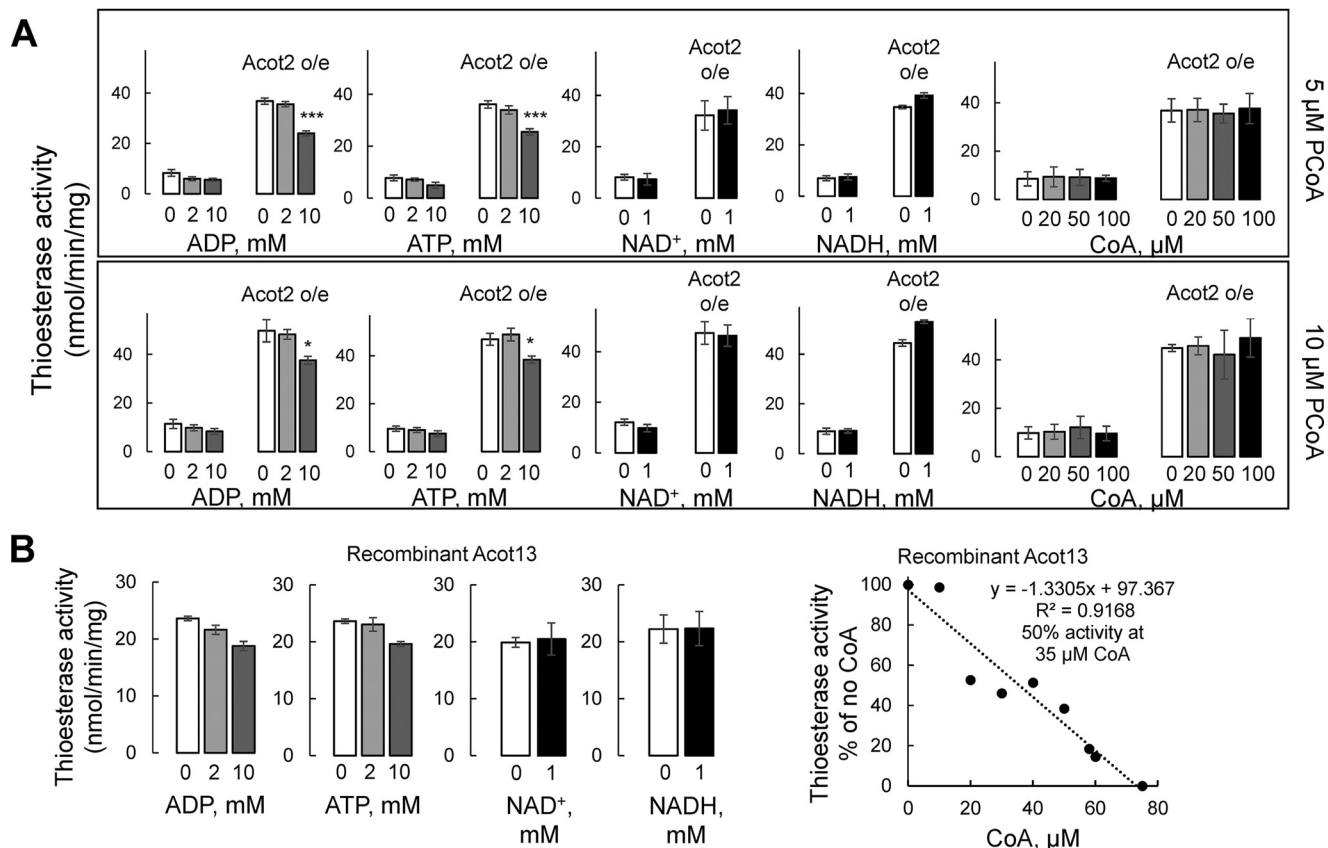 A
Thioesterase activity
(nmol/min/mg)
5 µM PCoA
Acot2 o/e
40
20
0
***
0 2 10 0 2 10
ADP, mM
Acot2 o/e
40
20
0
***
0 2 10 0 2 10
ATP, mM
Acot2
o/e
40
20
0
0 1 0 1
NAD⁺, mM
Acot2
o/e
40
20
0
0 1 0 1
NADH, mM
Acot2 o/e
40
20
0
0 20 50 100 0 20 50 100
CoA, µM
10 µM PCoA
Acot2 o/e
40
20
0
*
0 2 10 0 2 10
ADP, mM
Acot2 o/e
40
20
0
*
0 2 10 0 2 10
ATP, mM
Acot2
o/e
40
20
0
0 1 0 1
NAD⁺, mM
Acot2
o/e
40
20
0
0 1 0 1
NADH, mM
Acot2 o/e
40
20
0
0 20 50 100 0 20 50 100
CoA, µM
B
Recombinant Acot13
Thioesterase activity
(nmol/min/mg)
30
20
10
0
0 2 10
ADP, mM
30
20
10
0
0 2 10
ATP, mM
30
20
10
0
0 1
NAD⁺,
mM
30
20
10
0
0 1
NADH,
mM
Recombinant Acot13
Thioesterase activity
% of no CoA
100
80
60
40
20
0
y = -1.3305x + 97.367
R² = 0.9168
50% activity at
35 µM CoA
0 20 40 60 80
CoA, µM